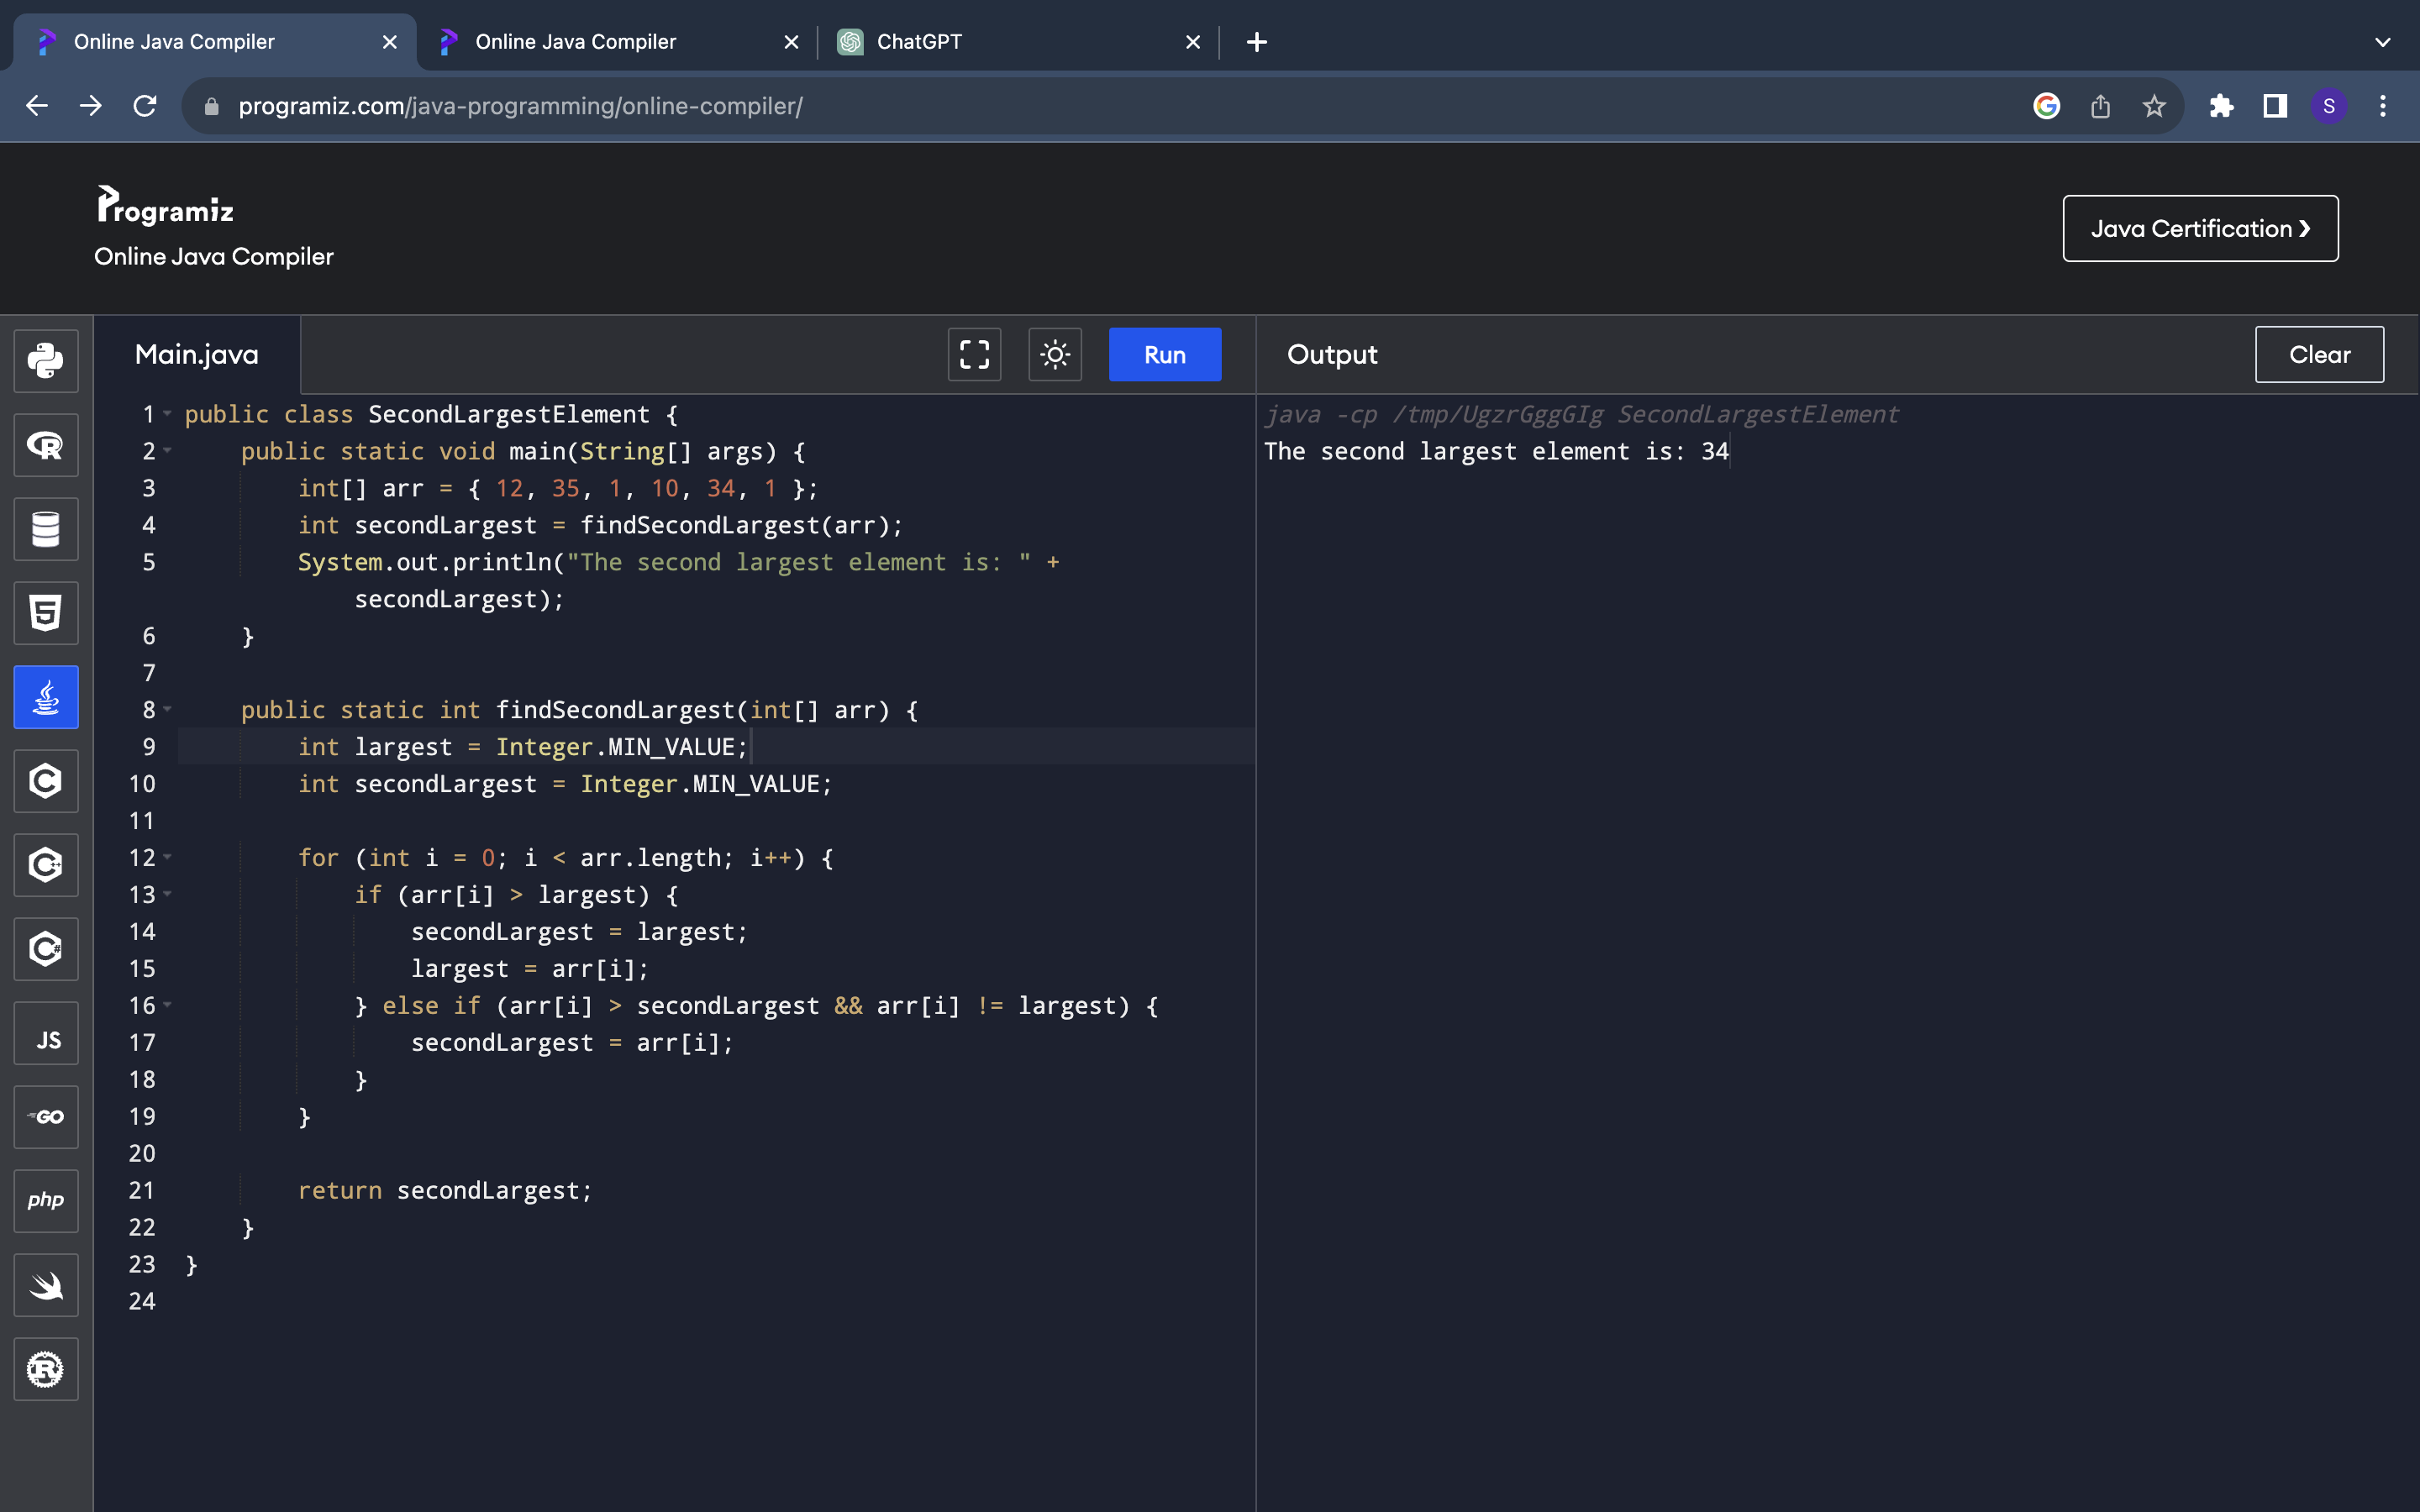 Online Java Compiler
Online Java Compiler
ChatGPT
programiz.com/java-programming/online-compiler/
S
Programiz
Online Java Compiler
Java Certification ❯
Main.java
Run
Output
Clear
1 public class SecondLargestElement {
2     public static void main(String[] args) {
3         int[] arr = { 12, 35, 1, 10, 34, 1 };
4         int secondLargest = findSecondLargest(arr);
5         System.out.println("The second largest element is: " +
            secondLargest);
6     }
7
8     public static int findSecondLargest(int[] arr) {
9         int largest = Integer.MIN_VALUE;
10         int secondLargest = Integer.MIN_VALUE;
11
12         for (int i = 0; i < arr.length; i++) {
13             if (arr[i] > largest) {
14                 secondLargest = largest;
15                 largest = arr[i];
16             } else if (arr[i] > secondLargest && arr[i] != largest) {
17                 secondLargest = arr[i];
18             }
19         }
20
21         return secondLargest;
22     }
23 }
24
java -cp /tmp/UgzrGggGIg SecondLargestElement
The second largest element is: 34
R
5
C
C++
C#
JS
GO
php
R